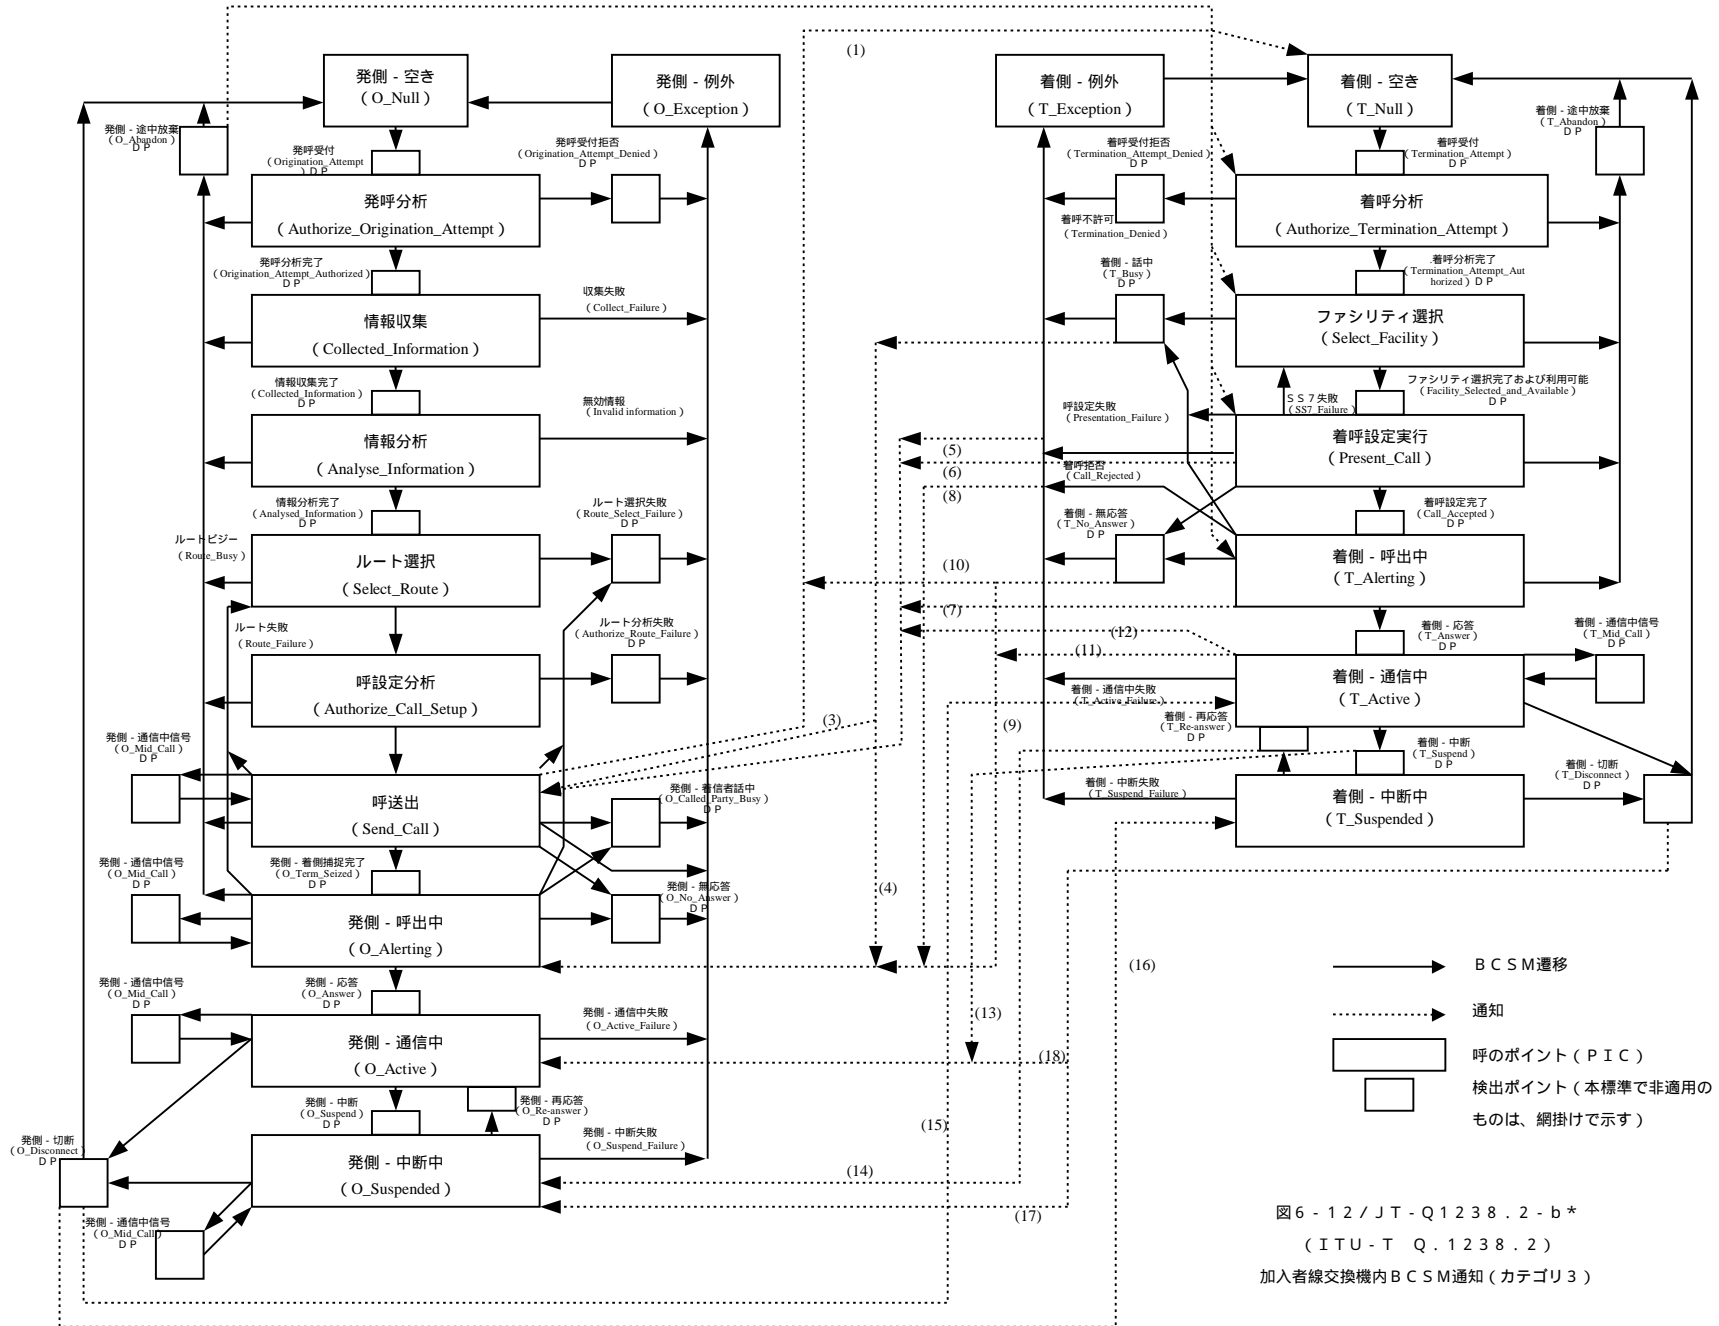 発側 - 空き
( O_Null )
発側 - 例外
( O_Exception )
発側 - 途中放棄
( O_Abandon )
ＤＰ
発呼受付
( Origination_Attempt
) ＤＰ
発呼受付拒否
( Origination_Attempt_Denied )
ＤＰ
発呼分析
( Authorize_Origination_Attempt )
発呼分析完了
( Origination_Attempt_Authorized )
ＤＰ
収集失敗
( Collect_Failure )
情報収集
( Collected_Information )
情報収集完了
( Collected_Information )
ＤＰ
無効情報
( Invalid information )
情報分析
( Analyse_Information )
情報分析完了
( Analysed_Information )
ＤＰ
ルート選択失敗
( Route_Select_Failure )
ＤＰ
ルートビジー
( Route_Busy )
ルート選択
( Select_Route )
ルート失敗
( Route_Failure )
ルート分析失敗
( Authorize_Route_Failure )
ＤＰ
呼設定分析
( Authorize_Call_Setup )
発側 - 通信中信号
( O_Mid_Call )
ＤＰ
呼送出
( Send_Call )
発側 - 着信者話中
( O_Called_Party_Busy )
ＤＰ
発側 - 通信中信号
( O_Mid_Call )
ＤＰ
発側 - 着側捕捉完了
( O_Term_Seized )
ＤＰ
発側 - 無応答
( O_No_Answer )
ＤＰ
発側 - 呼出中
( O_Alerting )
発側 - 通信中信号
( O_Mid_Call )
ＤＰ
発側 - 応答
( O_Answer )
ＤＰ
発側 - 通信中失敗
( O_Active_Failure )
発側 - 通信中
( O_Active )
発側 - 中断
( O_Suspend )
ＤＰ
発側 - 再応答
( O_Re-answer )
ＤＰ
発側 - 中断失敗
( O_Suspend_Failure )
発側 - 切断
( O_Disconnect )
ＤＰ
発側 - 中断中
( O_Suspended )
発側 - 通信中信号
( O_Mid_Call )
ＤＰ
(1)
(5)
(6)
(8)
(10)
(7)
(12)
(11)
(3)
(9)
(4)
(16)
(13)
(18)
(15)
(14)
(17)
着側 - 例外
( T_Exception )
着側 - 空き
( T_Null )
着側 - 途中放棄
( T_Abandon )
ＤＰ
着呼受付拒否
( Termination_Attempt_Denied )
ＤＰ
着呼受付
( Termination_Attempt )
ＤＰ
着呼分析
( Authorize_Termination_Attempt )
着呼不許可
( Termination_Denied )
着側 - 話中
( T_Busy )
ＤＰ
.着呼分析完了
( Termination_Attempt_Aut
horized ) ＤＰ
ファシリティ選択
( Select_Facility )
ファシリティ選択完了および利用可能
( Facility_Selected_and_Available )
ＤＰ
ＳＳ７失敗
( SS7_Failure )
呼設定失敗
( Presentation_Failure )
着呼設定実行
( Present_Call )
着呼拒否
( Call_Rejected )
着側 - 無応答
( T_No_Answer )
ＤＰ
着呼設定完了
( Call_Accepted )
ＤＰ
着側 - 呼出中
( T_Alerting )
着側 - 応答
( T_Answer )
ＤＰ
着側 - 通信中信号
( T_Mid_Call )
ＤＰ
着側 - 通信中
( T_Active )
着側 - 通信中失敗
( T_Active_Failure )
着側 - 再応答
( T_Re-answer )
ＤＰ
着側 - 中断
( T_Suspend )
ＤＰ
着側 - 切断
( T_Disconnect )
ＤＰ
着側 - 中断失敗
( T_Suspend_Failure )
着側 - 中断中
( T_Suspended )
ＢＣＳＭ遷移
通知
呼のポイント（ＰＩＣ）
検出ポイント（本標準で非適用の
ものは、網掛けで示す）
図６-１２/ＪＴ-Ｑ１２３８．２-ｂ*
（ＩＴＵ-Ｔ Ｑ．１２３８．２）
加入者線交換機内ＢＣＳＭ通知（カテゴリ３）